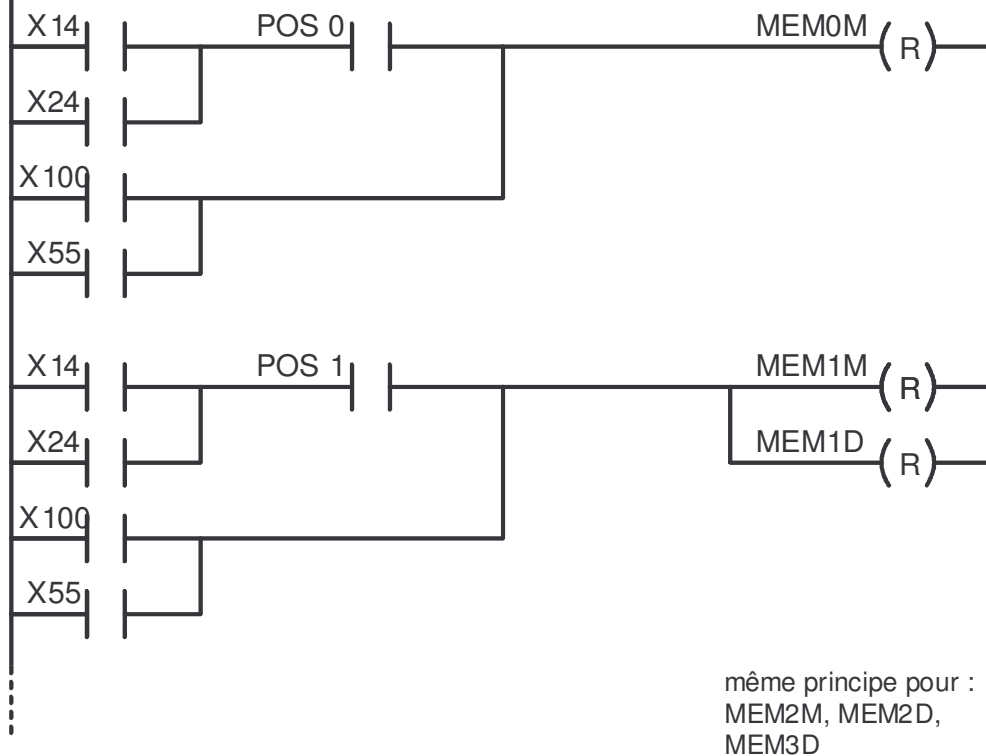 X14 POS 0 MEM0M
R
X24
X100
X55
X14 POS 1 MEM1M
R
X24 MEM1D
R
X100
X55
même principe pour :
MEM2M, MEM2D,
MEM3D